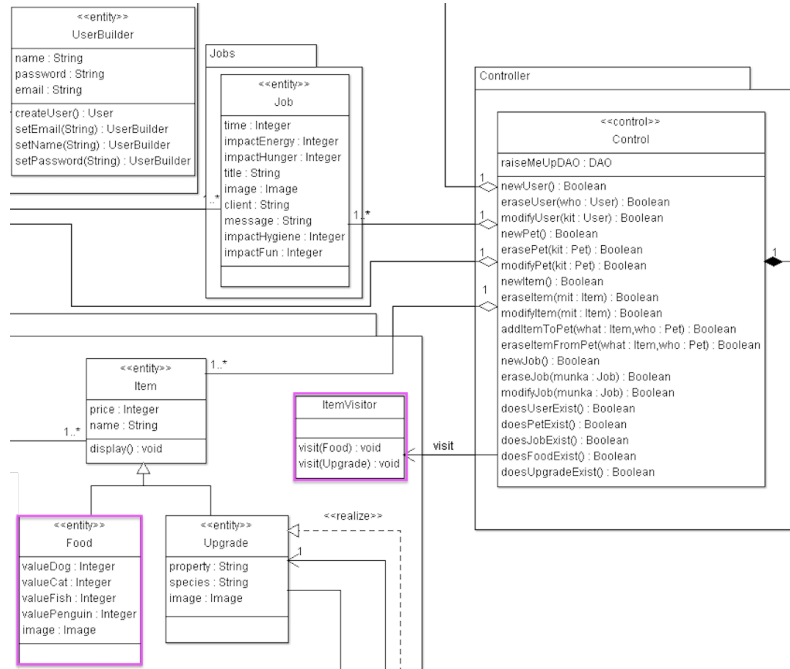 <<entity>>
UserBuilder
name : String
password : String
email : String
createUser() : User
setEmail(String) : UserBuilder
setName(String) : UserBuilder
setPassword(String) : UserBuilder
Jobs
<<entity>>
Job
time : Integer
impactEnergy : Integer
impactHunger : Integer
title : String
image : Image
client : String
message : String
impactHygiene : Integer
impactFun : Integer
1..*
1..*
Controller
<<control>>
Control
raiseMeUpDAO : DAO
newUser() : Boolean
eraseUser(who : User) : Boolean
modifyUser(kit : User) : Boolean
newPet() : Boolean
erasePet(kit : Pet) : Boolean
modifyPet(kit : Pet) : Boolean
newItem() : Boolean
eraseItem(mit : Item) : Boolean
modifyItem(mit : Item) : Boolean
addItemToPet(what : Item,who : Pet) : Boolean
eraseItemFromPet(what : Item,who : Pet) : Boolean
newJob() : Boolean
eraseJob(munka : Job) : Boolean
modifyJob(munka : Job) : Boolean
doesUserExist() : Boolean
doesPetExist() : Boolean
doesJobExist() : Boolean
doesFoodExist() : Boolean
doesUpgradeExist() : Boolean
1
1
1
1
1
<<entity>>
Item
price : Integer
name : String
display() : void
1..*
1..*
ItemVisitor
visit(Food) : void
visit(Upgrade) : void
visit
<<entity>>
Food
valueDog : Integer
valueCat : Integer
valueFish : Integer
valuePenguin : Integer
image : Image
<<entity>>
Upgrade
property : String
species : String
image : Image
<<realize>>
1